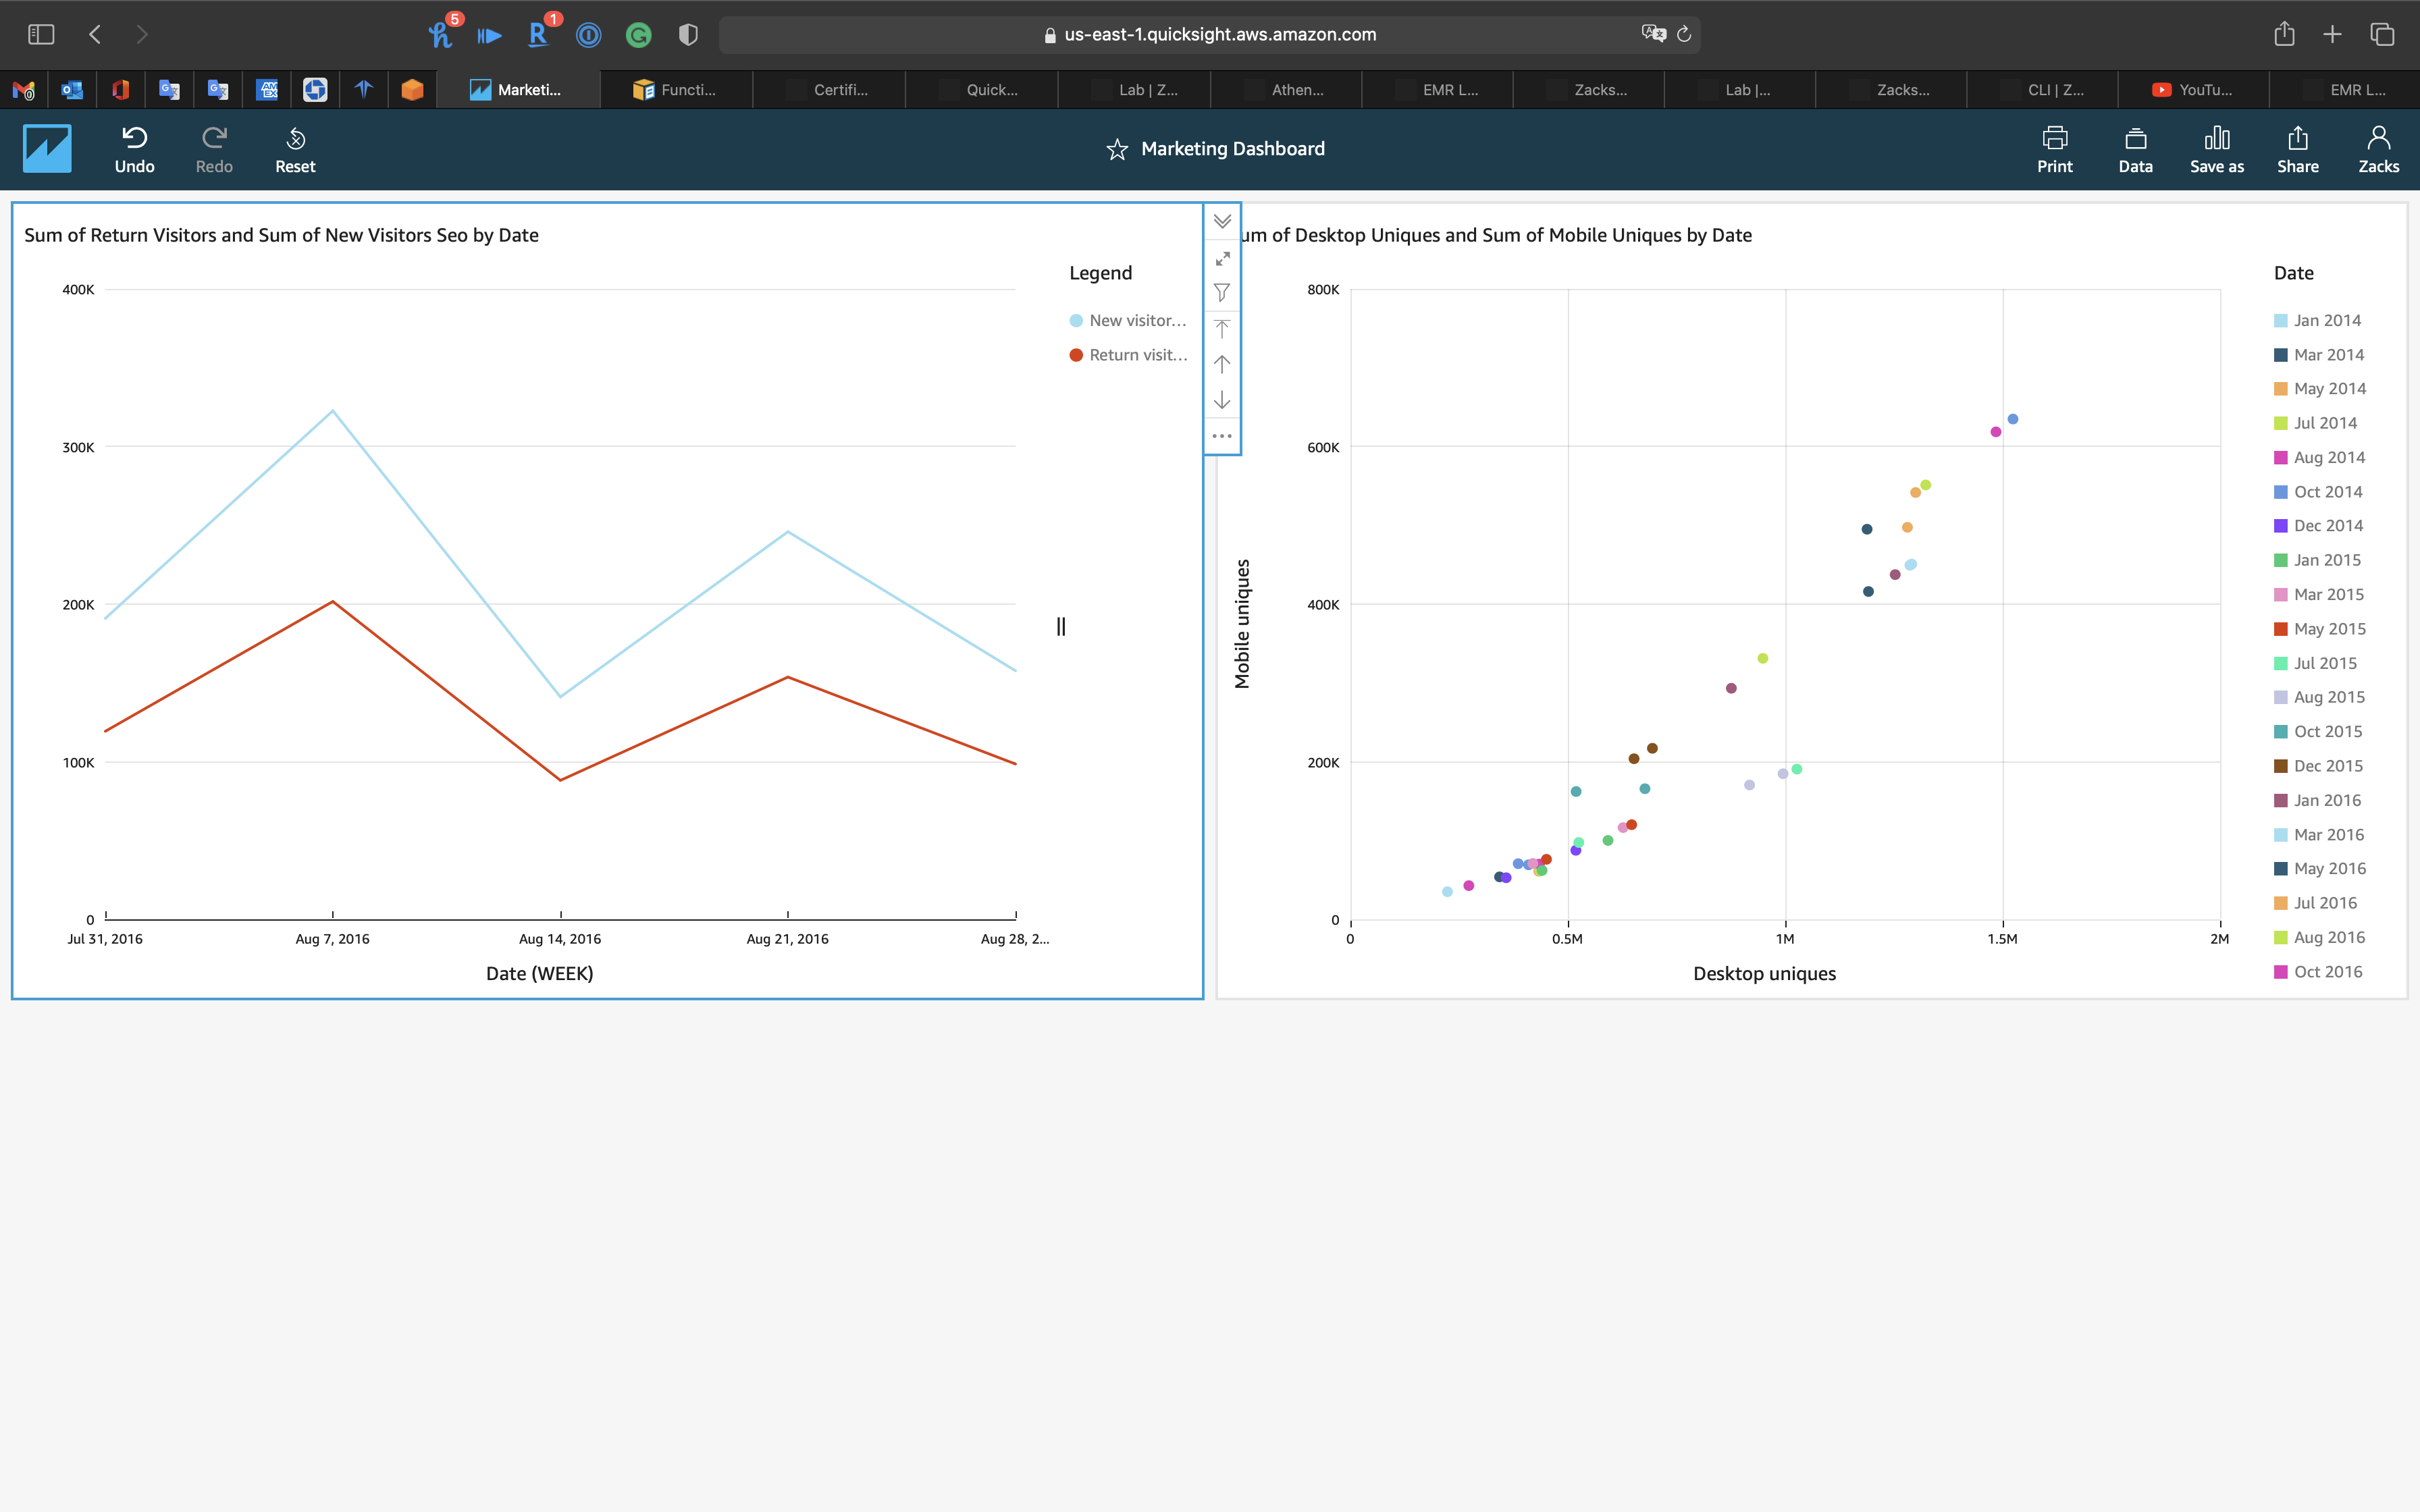 5
1
us-east-1.quicksight.aws.amazon.com
Marketi...
Functi...
Certifi...
Quick...
Lab | Z...
Athen...
EMR L...
Zacks...
Lab |...
Zacks...
CLI | Z...
YouTu...
EMR L...
Undo
Redo
Reset
Marketing Dashboard
Print
Data
Save as
Share
Zacks
Sum of Return Visitors and Sum of New Visitors Seo by Date
Legend
New visitor...
Return visit...
400K
300K
200K
100K
0
Jul 31, 2016
Aug 7, 2016
Aug 14, 2016
Aug 21, 2016
Aug 28, 2...
Date (WEEK)
um of Desktop Uniques and Sum of Mobile Uniques by Date
Mobile uniques
800K
600K
400K
200K
0
0
0.5M
1M
1.5M
2M
Desktop uniques
Date
Jan 2014
Mar 2014
May 2014
Jul 2014
Aug 2014
Oct 2014
Dec 2014
Jan 2015
Mar 2015
May 2015
Jul 2015
Aug 2015
Oct 2015
Dec 2015
Jan 2016
Mar 2016
May 2016
Jul 2016
Aug 2016
Oct 2016